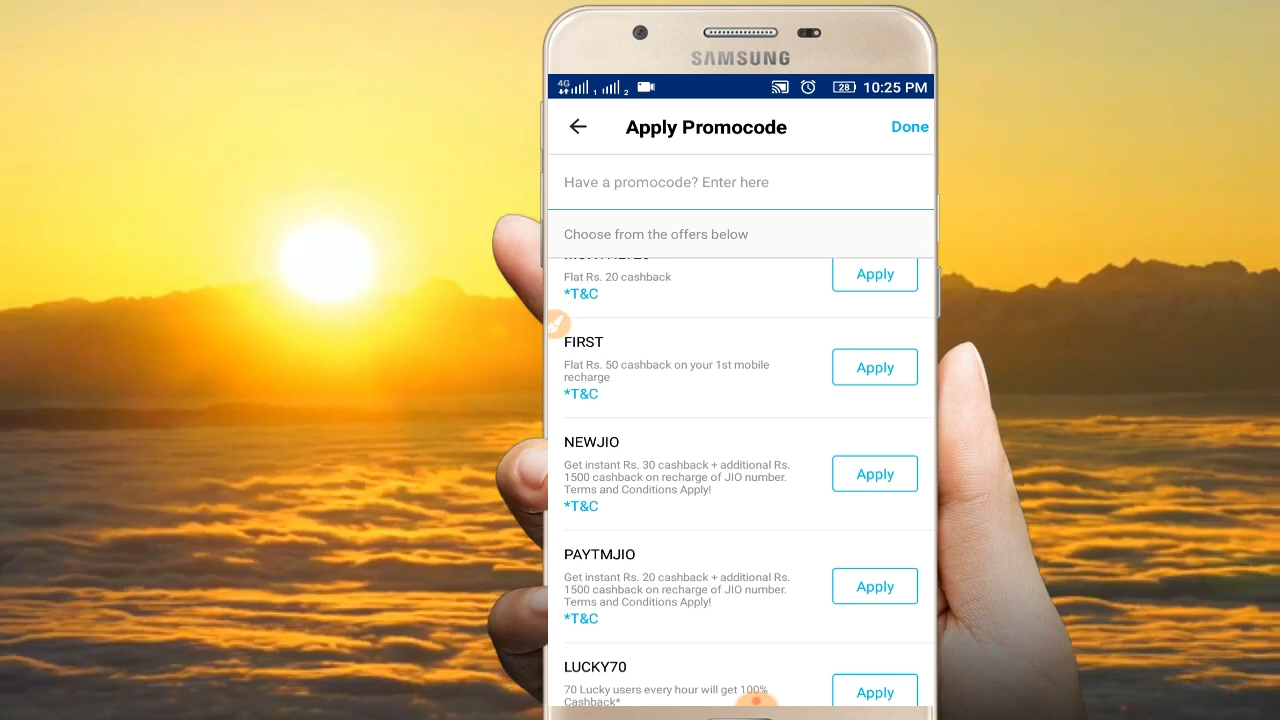 SAMSUNG
4G 1 2 28 10:25 PM
Apply Promocode Done
Have a promocode? Enter here
Choose from the offers below
Flat Rs. 20 cashback
*T&C
Apply
FIRST
Flat Rs. 50 cashback on your 1st mobile
recharge
*T&C
Apply
NEWJIO
Get instant Rs. 30 cashback + additional Rs.
1500 cashback on recharge of JIO number.
Terms and Conditions Apply!
*T&C
Apply
PAYTMJIO
Get instant Rs. 20 cashback + additional Rs.
1500 cashback on recharge of JIO number.
Terms and Conditions Apply!
*T&C
Apply
LUCKY70
70 Lucky users every hour will get 100%
Cashback*
Apply